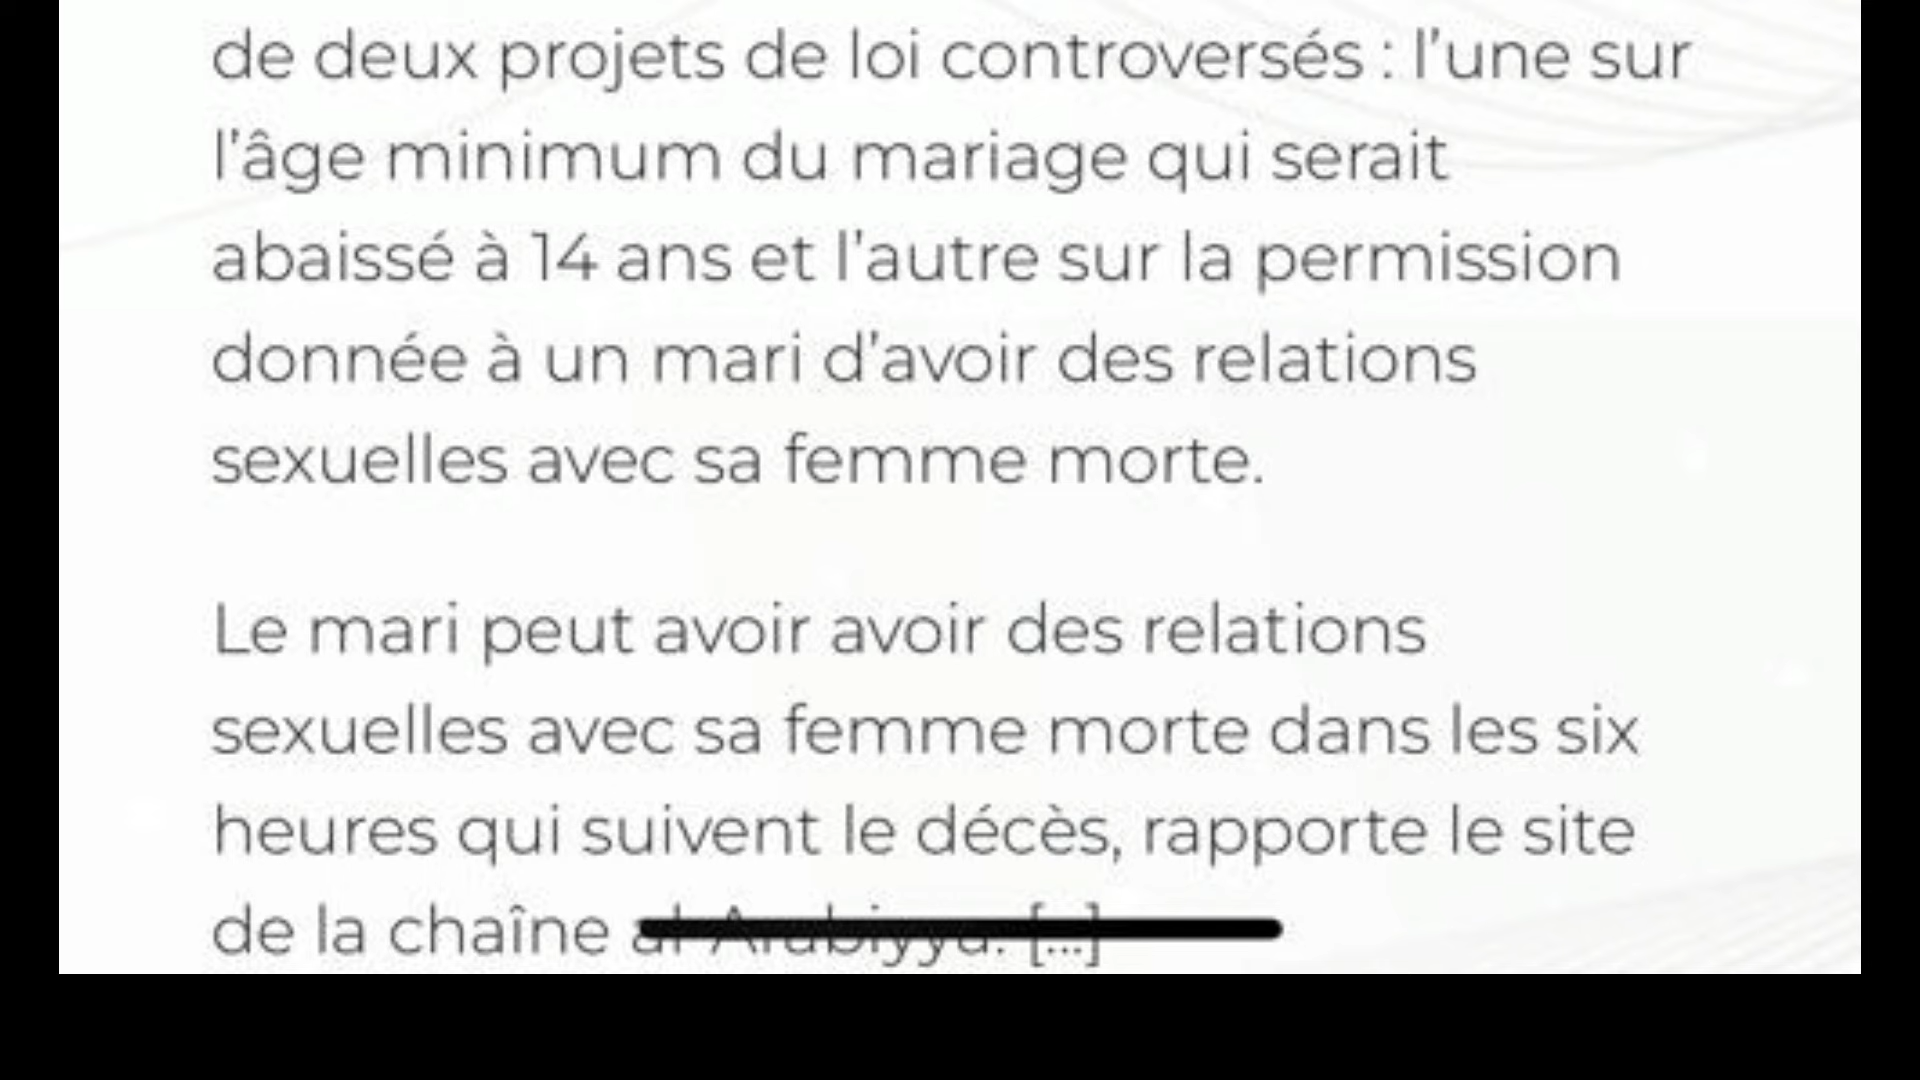 de deux projets de loi controversés : l’une sur
l’âge minimum du mariage qui serait
abaissé à 14 ans et l’autre sur la permission
donnée à un mari d’avoir des relations
sexuelles avec sa femme morte.
Le mari peut avoir avoir des relations
sexuelles avec sa femme morte dans les six
heures qui suivent le décès, rapporte le site
de la chaîne al-Arabiyya. [...]